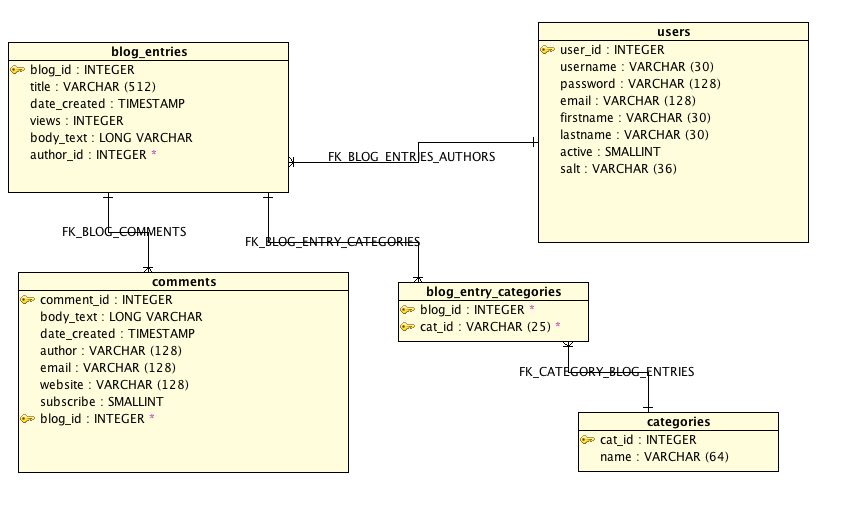 blog_entries
blog_id : INTEGER
title : VARCHAR (512)
date_created : TIMESTAMP
views : INTEGER
body_text : LONG VARCHAR
author_id : INTEGER *
users
user_id : INTEGER
username : VARCHAR (30)
password : VARCHAR (128)
email : VARCHAR (128)
firstname : VARCHAR (30)
lastname : VARCHAR (30)
active : SMALLINT
salt : VARCHAR (36)
FK_BLOG_ENTRIES_AUTHORS
FK_BLOG_COMMENTS
FK_BLOG_ENTRY_CATEGORIES
comments
comment_id : INTEGER
body_text : LONG VARCHAR
date_created : TIMESTAMP
author : VARCHAR (128)
email : VARCHAR (128)
website : VARCHAR (128)
subscribe : SMALLINT
blog_id : INTEGER *
blog_entry_categories
blog_id : INTEGER *
cat_id : VARCHAR (25) *
FK_CATEGORY_BLOG_ENTRIES
categories
cat_id : INTEGER
name : VARCHAR (64)